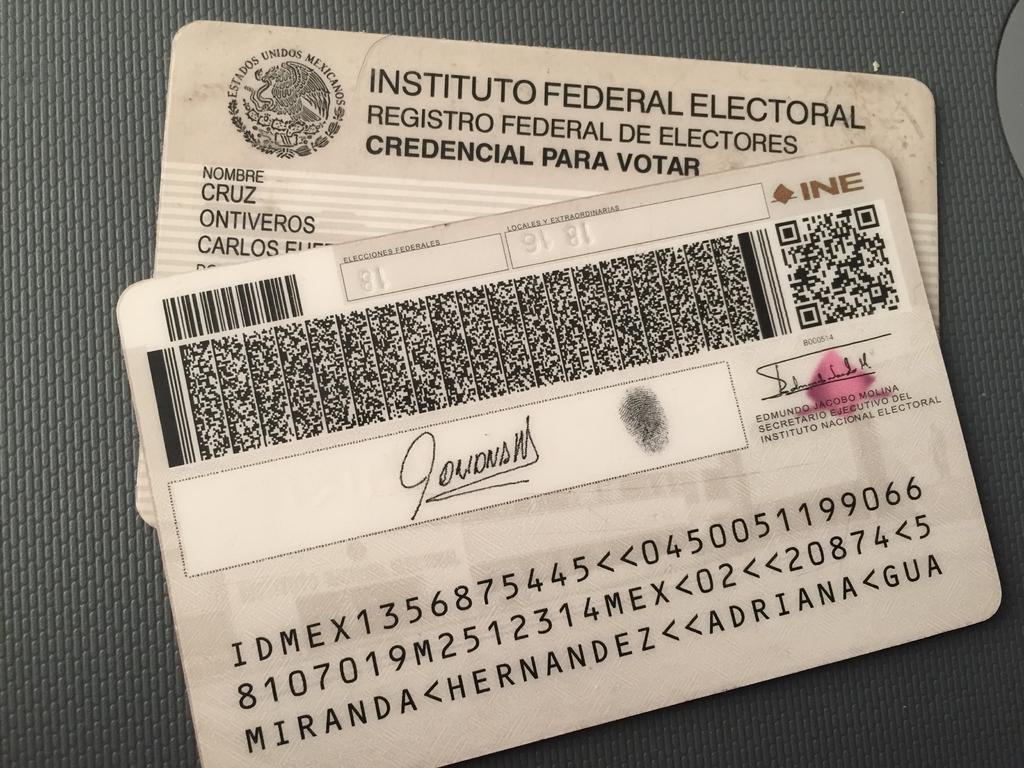 ESTADOS UNIDOS MEXICANOS
INSTITUTO FEDERAL ELECTORAL
REGISTRO FEDERAL DE ELECTORES
CREDENCIAL PARA VOTAR
NOMBRE
CRUZ
ONTIVEROS
CARLOS
INE
ELECCIONES FEDERALES
LOCALES Y EXTRAORDINARIAS
18
16 18
B000514
EDMUNDO JACOBO MOLINA
SECRETARIO EJECUTIVO DEL
INSTITUTO NACIONAL ELECTORAL
IDMEX1356875445<<0450051199066
8107019M2512314MEX<02<<20874<5
MIRANDA<HERNANDEZ<<ADRIANA<GUA